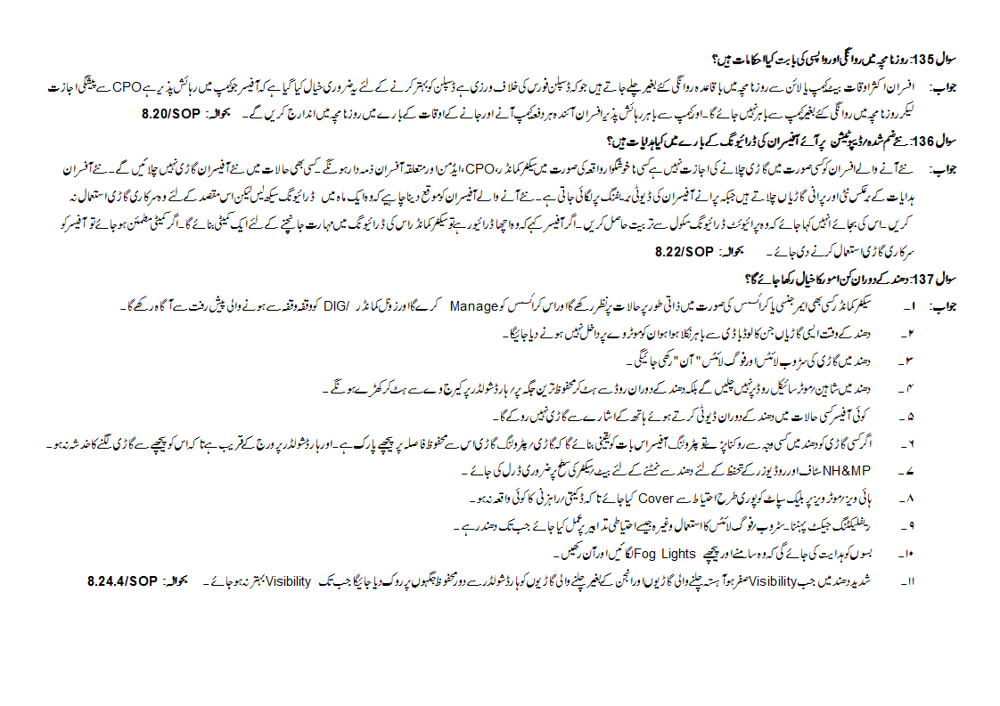 سوال 135: روزنامچہ میں روانگی اور واپسی کی بابت کیا احکامات ہیں؟
جواب: افسران اکثر اوقات بیٹ کیمپ یا لائن سے روزنامچہ میں باقاعدہ روانگی کئے بغیر چلے جاتے ہیں جو کہ ڈسپلن فورس کی خلاف ورزی ہے ڈسپلن کو بہتر کرنے کے لئے یہ ضروری خیال کیا گیا ہے کہ آفیسر جو کیمپ میں رہائش پذیر ہے CPO سے پیشگی اجازت
لیکر روزنامچہ میں روانگی کئے بغیر کیمپ سے باہر نہیں جائے گا۔ اور کیمپ سے باہر رہائش پذیر افسران آئندہ ہر دفعہ کیمپ آنے اور جانے کے اوقات کے بارے میں روزنامچہ میں اندراج کریں گے۔ بحوالہ: 8.20/SOP
سوال 136: نئے ضم شدہ/ڈیپوٹیشن پر آئے آفیسران کی ڈرائیونگ کے بارے میں کیا ہدایات ہیں؟
جواب: نئے آنے والے افسران کو کسی صورت میں گاڑی چلانے کی اجازت نہیں ہے کسی ناخوشگوار واقعہ کی صورت میں سیکٹر کمانڈر، CPO، ایڈمن اور متعلقہ آفسران ذمہ دار ہونگے۔ کسی بھی حالات میں نئے آفیسران گاڑی نہیں چلائیں گے۔ نئے آفسران
ہدایات کے برعکس نئی اور پرانی گاڑیاں چلاتے ہیں جبکہ پرانے آفیسران کی ڈیوٹی بریفنگ پر لگائی جاتی ہے۔ نئے آنے والے آفیسران کو موقع دینا چاہیے کہ وہ ایک ماہ میں ڈرائیونگ سیکھ لیں لیکن اس مقصد کے لئے وہ سرکاری گاڑی استعمال نہ
کریں۔ اس کی بجائے انہیں کہا جائے کہ وہ پرائیوئٹ ڈرائیونگ سکول سے تربیت حاصل کریں۔ اگر آفیسر کہے کہ وہ اچھا ڈرائیور ہے تو سیکٹر کمانڈر اس کی ڈرائیونگ میں مہارت جانچنے کے لئے ایک کمیٹی بنائے گا۔ اگر کمیٹی مطمئن ہو جائے تو آفیسر کو
سرکاری گاڑی استعمال کرنے دی جائے۔ بحوالہ: 8.22/SOP
سوال 137: دھند کے دوران کن امور کا خیال رکھا جائے گا؟
جواب: ۱۔ سیکٹر کمانڈر کسی بھی ایمرجنسی یا کرائسس کی صورت میں ذاتی طور پر حالات پر نظر رکھے گا اور اس کرائسس کو Manage کرے گا اور زونل کمانڈر /DIG کو وقفہ وقفہ سے ہونے والی پیش رفت سے آگاہ رکھے گا۔
۲۔ دھند کے وقت ایسی گاڑیاں جن کا لوڈ باڈی سے باہر نکلا ہوا ہو ان کو موٹروے پر داخل نہیں ہونے دیا جائیگا۔
۳۔ دھند میں گاڑی کی سٹروب لائٹس اور فوگ لائٹس "آن" رکھی جائیگی۔
۴۔ دھند میں شاہین/موٹر سائیکل روڈ پر نہیں چلیں گے بلکہ دھند کے دوران روڈ سے ہٹ کر محفوظ ترین جگہ پر/ہارڈ شولڈر پر کیرج وے سے ہٹ کر کھڑے ہونگے۔
۵۔ کوئی آفیسر کسی حالات میں دھند کے دوران ڈیوٹی کرتے ہوئے ہاتھ کے اشارے سے گاڑی نہیں روکے گا۔
۶۔ اگر کسی گاڑی کو دھند میں کسی وجہ سے روکنا پڑے تو پٹرولنگ آفیسر اس بات کو یقینی بنائے گا کہ گاڑی/پٹرولنگ گاڑی اس سے محفوظ فاصلہ پر پیچھے پارک ہے۔ اور ہارڈ شولڈر پر ورج کے قریب ہے تاکہ اس کو پیچھے سے گاڑی لگنے کا خدشہ نہ ہو۔
۷۔ NH&MP سٹاف اور روڈ یوزر کے تحفظ کے لئے دھند سے نمٹنے کے لئے بیٹ/سیکٹر کی سطح پر ضروری ڈرل کی جائے۔
۸۔ ہائی ویز/موٹر ویز پر بلیک سپاٹ کو پوری طرح احتیاط سے Cover کیا جائے تاکہ ڈکیتی/راہزنی کا کوئی واقعہ نہ ہو۔
۹۔ ریفلیکٹنگ جیکٹ پہننا۔ سٹروب/فوگ لائٹس کا استعمال وغیرہ جیسے احتیاطی تدابیر پر عمل کیا جائے جب تک دھند رہے۔
۱۰۔ بسوں کو ہدایت کی جائے گی کہ وہ سامنے اور پیچھے Fog Lights لگائیں اور آن رکھیں۔
۱۱۔ شدید دھند میں جب Visibility صفر ہو آہستہ چلنے والی گاڑیوں اور انجن کے بغیر چلنے والی گاڑیوں کو ہارڈ شولڈر سے دور محفوظ جگہوں پر روک دیا جائیگا جب تک Visibility بہتر نہ ہو جائے۔ بحوالہ: 8.24.4/SOP